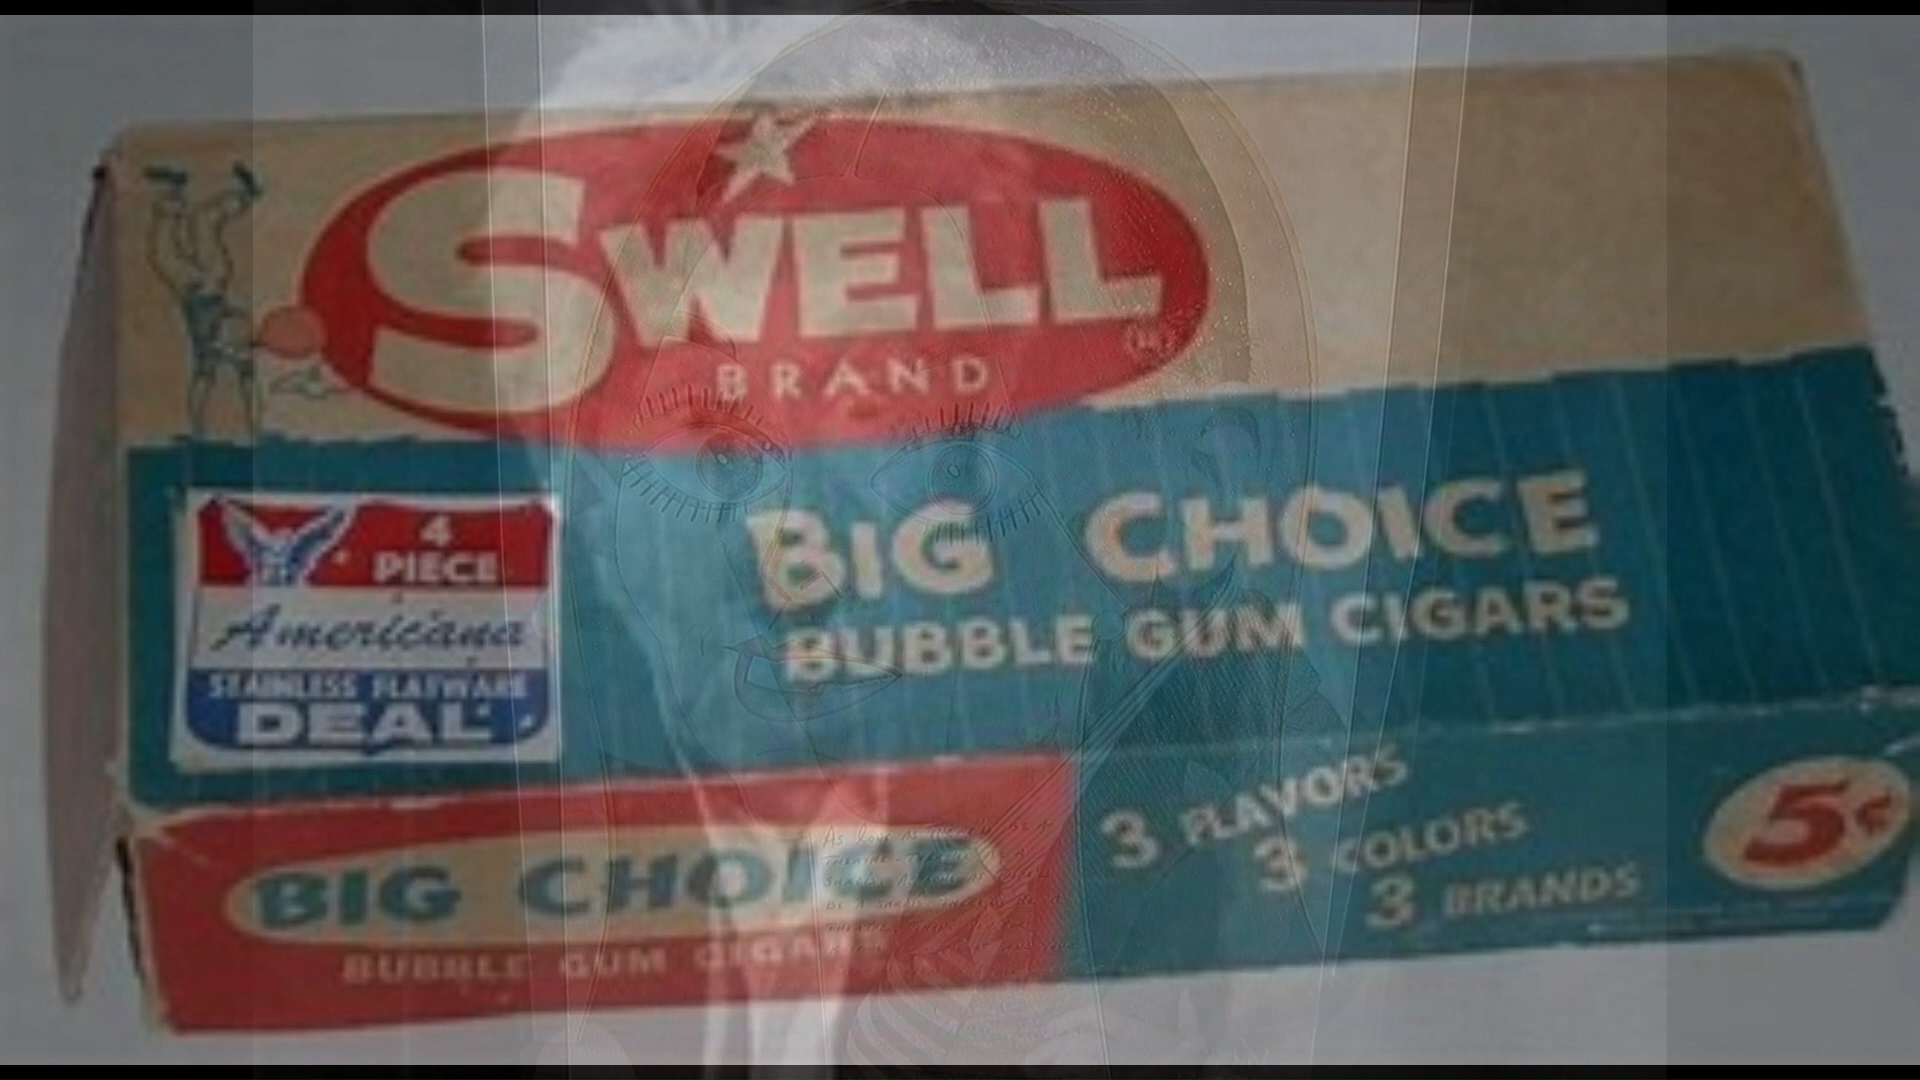 SWELL
BRAND
4
PIECE
Americana
STAINLESS FLATWARE
DEAL
BIG CHOICE
BUBBLE GUM CIGARS
BIG CHOICE
BUBBLE GUM CIGARS
3 FLAVORS
3 COLORS
3 BRANDS
5¢